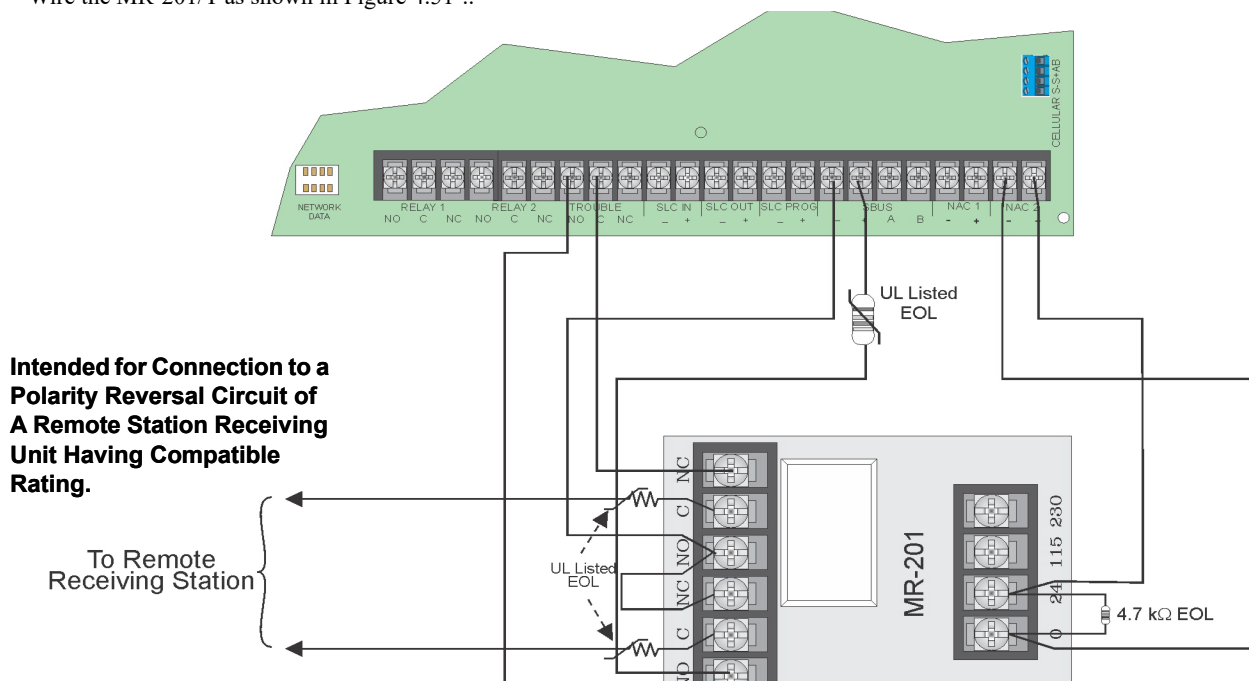 Wire the MR-201/T as shown in Figure 4.31 ..
CELLULAR S-S+AB
NETWORK
DATA
RELAY 1
RELAY 2
TROUBLE
SLC IN
SLC OUT
SLC PROG
SBUS
NAC 1
NAC 2
NO C NC NO C NC NO C NC – + – + – + – + A B - + – –
UL Listed
EOL
Intended for Connection to a
Polarity Reversal Circuit of
A Remote Station Receiving
Unit Having Compatible
Rating.
To Remote
Receiving Station
UL Listed
EOL
NC
C
NO
NC
C
NO
MR-201
230
115
24
0
4.7 kΩ EOL